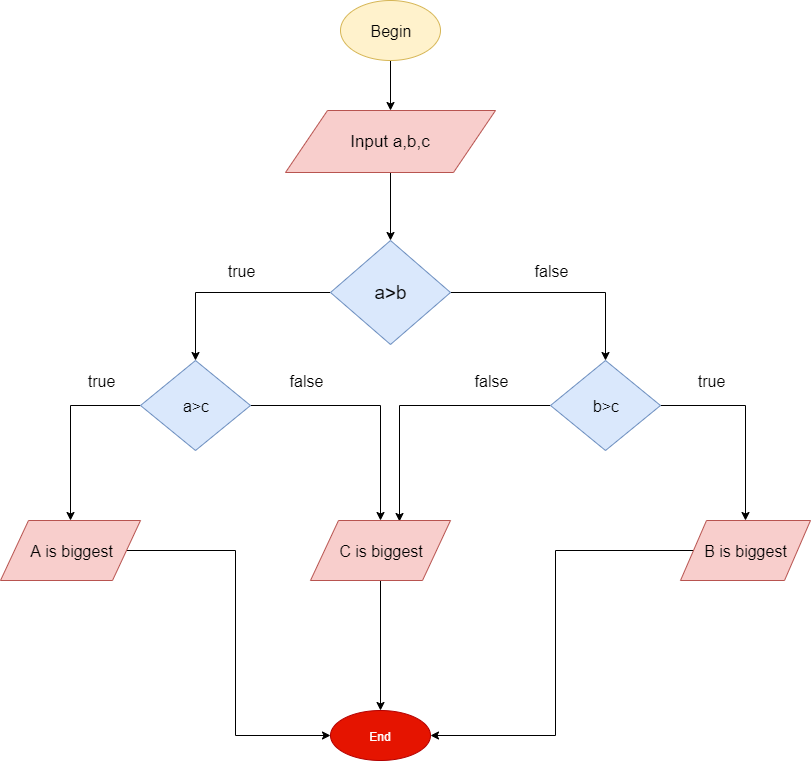 Begin
Input a,b,c
true
false
a>b
true
false
false
true
a>c
b>c
A is biggest
C is biggest
B is biggest
End